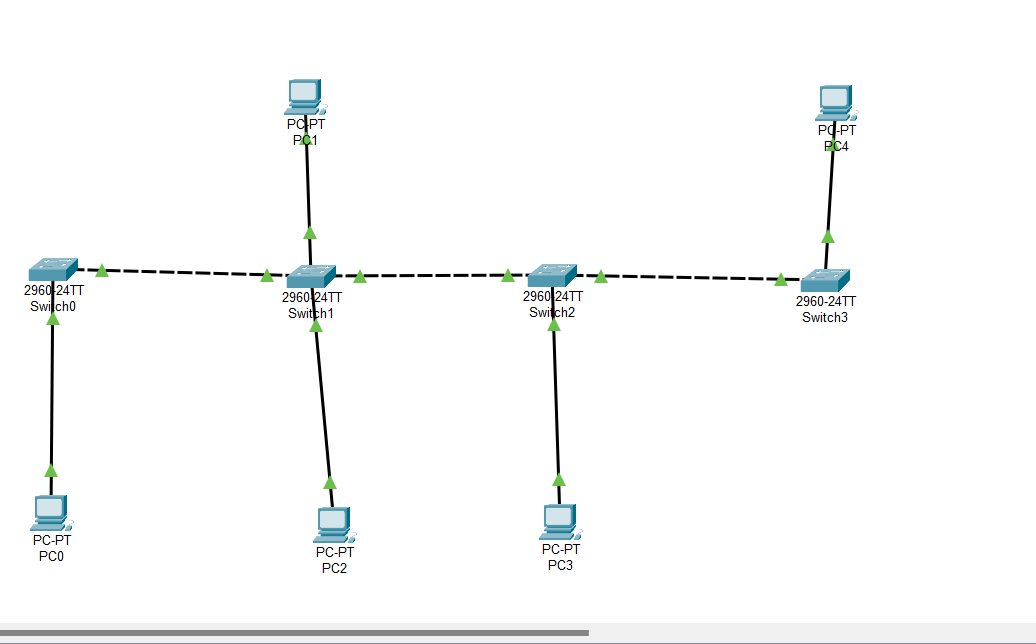 PC-PT
PC1
PC-PT
PC4
2960-24TT
Switch0
2960-24TT
Switch1
2960-24TT
Switch2
2960-24TT
Switch3
PC-PT
PC0
PC-PT
PC2
PC-PT
PC3